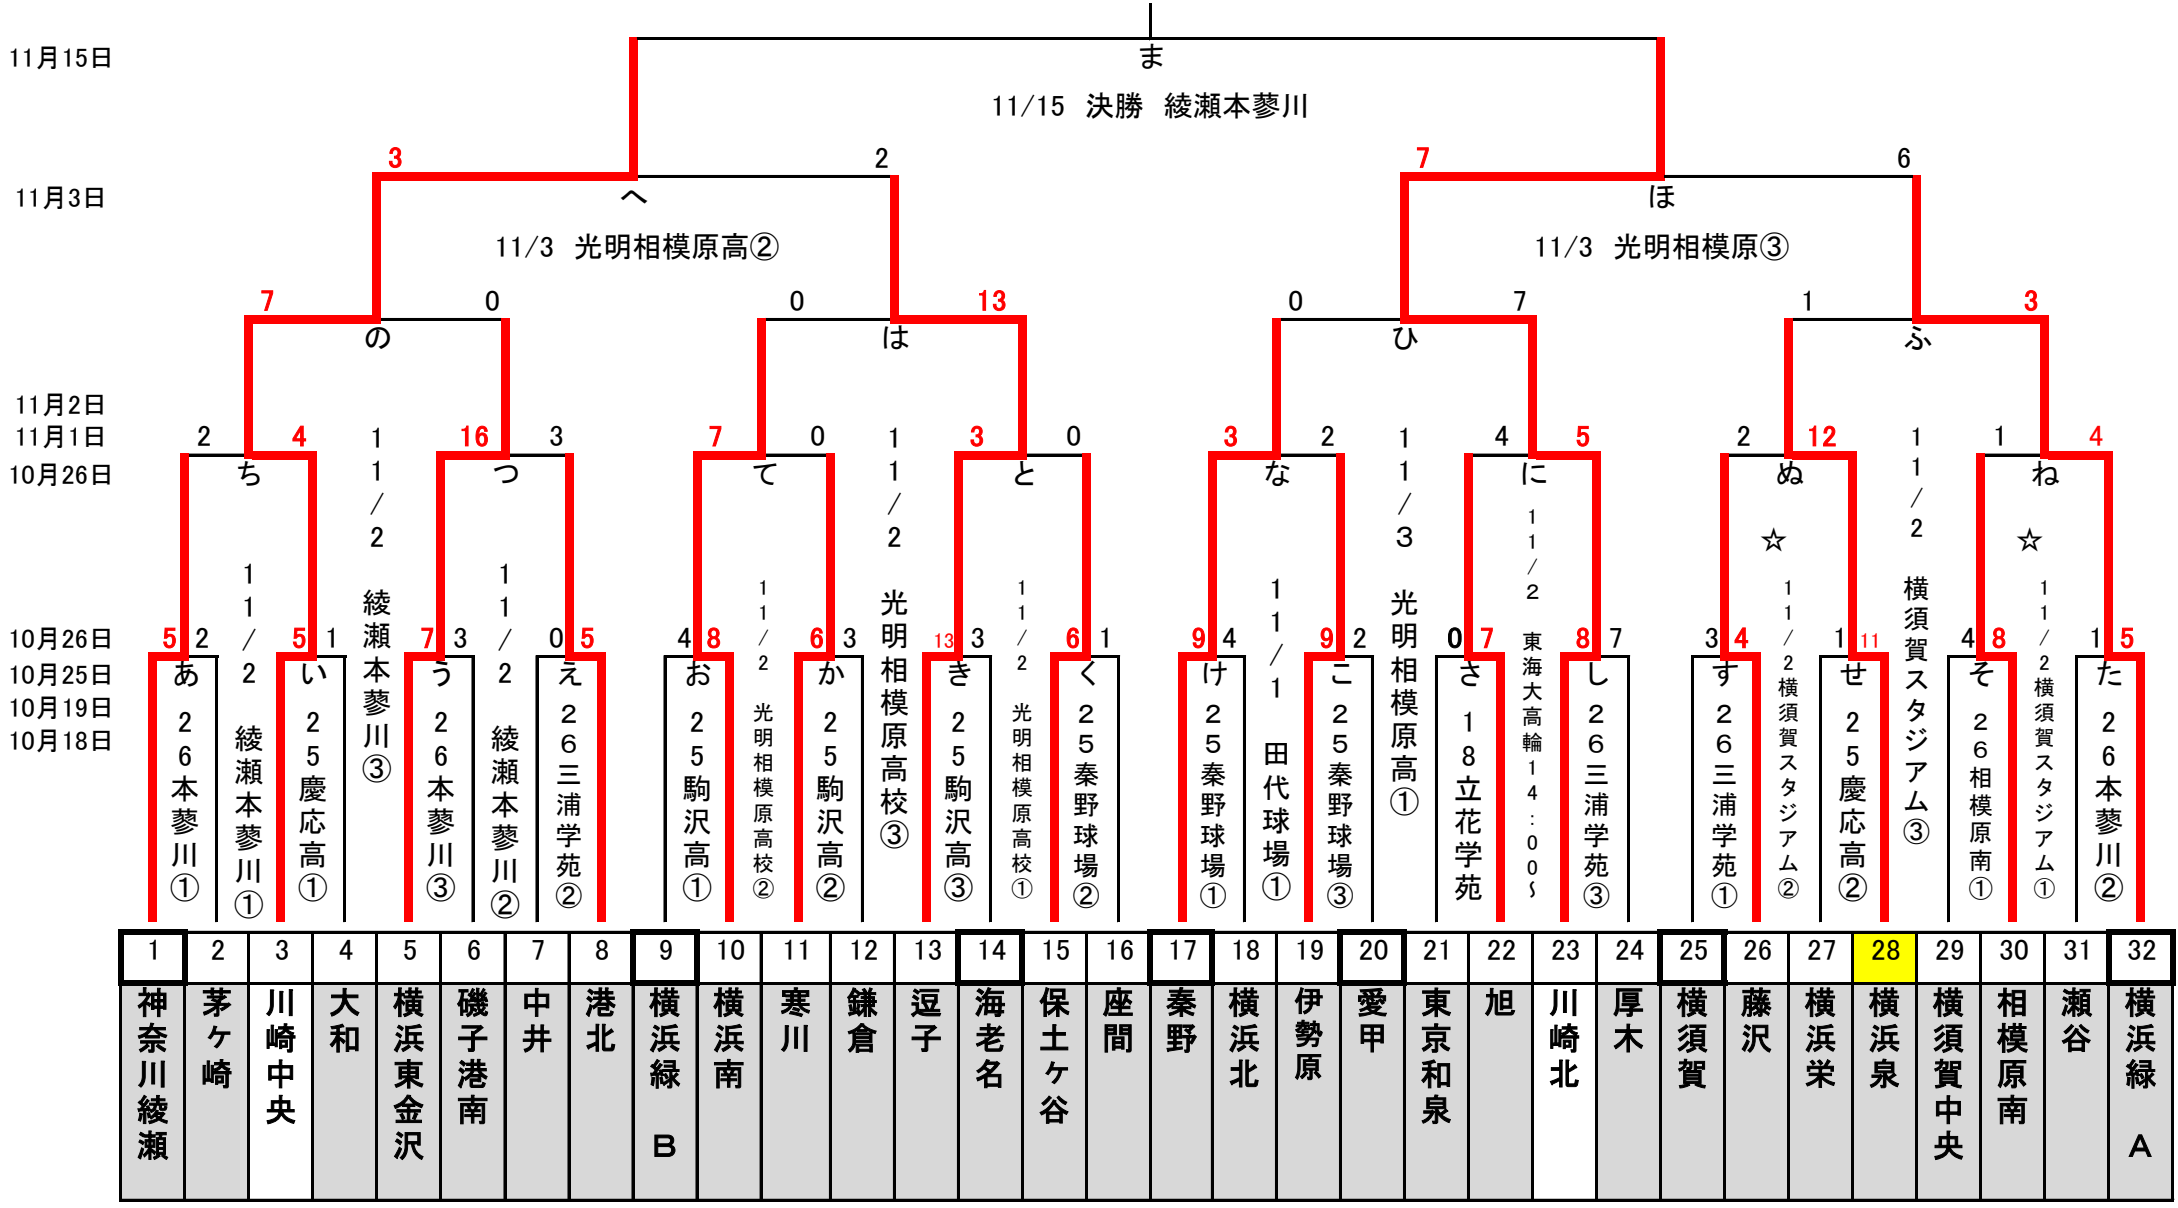 11月15日
ま
11/15 決勝 綾瀬本蓼川
3 2 7 6
11月3日
へ ほ
11/3 光明相模原高② 11/3 光明相模原③
7 0 0 13 0 7 1 3
の は ひ ふ
11月2日
11月1日
2 4 16 3 7 0 3 0 3 2 4 5 2 12 1 4
10月26日
ち つ て と な に ぬ ね
11/2 綾瀬本蓼川③
11/2 光明相模原高校③
11/3 光明相模原高①
11/2 横須賀スタジアム③
☆ ☆
11/2 綾瀬本蓼川①
11/2 綾瀬本蓼川②
11/2 光明相模原高校②
11/2 光明相模原高校①
11/1 田代球場①
11/2 東海大高輪14:00~
11/2横須賀スタジアム②
11/2横須賀スタジアム①
10月26日
5 2 5 1 7 3 0 5 4 8 6 3 13 3 6 1 9 4 9 2 0 7 8 7 3 4 1 11 4 8 1 5
10月25日
10月19日
10月18日
あ 26本蓼川①
い 25慶応高①
う 26本蓼川③
え 26三浦学苑②
お 25駒沢高①
か 25駒沢高②
き 25駒沢高③
く 25秦野球場②
け 25秦野球場①
こ 25秦野球場③
さ 18立花学苑
し 26三浦学苑③
す 26三浦学苑①
せ 25慶応高②
そ 26相模原南①
た 26本蓼川②
1 2 3 4 5 6 7 8 9 10 11 12 13 14 15 16 17 18 19 20 21 22 23 24 25 26 27 28 29 30 31 32
神奈川綾瀬
茅ヶ崎
川崎中央
大和
横浜東金沢
磯子港南
中井
港北
横浜緑 B
横浜南
寒川
鎌倉
逗子
海老名
保土ヶ谷
座間
秦野
横浜北
伊勢原
愛甲
東京和泉
旭
川崎北
厚木
横須賀
藤沢
横浜栄
横浜泉
横須賀中央
相模原南
瀬谷
横浜緑 A